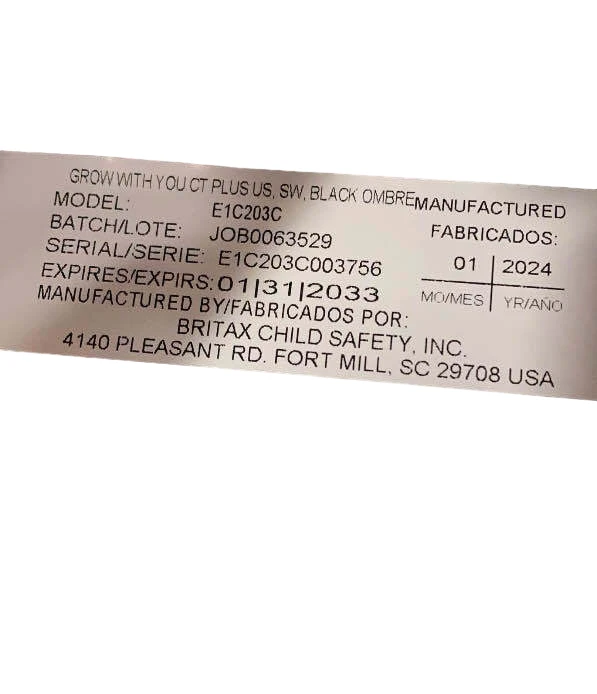 GROW WITH YOU CT PLUS US, SW, BLACK OMBRE
MODEL: E1C203C
BATCH/LOTE: JOB0063529
SERIAL/SERIE: E1C203C003756
EXPIRES/EXPIRS: 01|31|2033
MANUFACTURED BY/FABRICADOS POR:
BRITAX CHILD SAFETY, INC.
4140 PLEASANT RD. FORT MILL, SC 29708 USA
MANUFACTURED
FABRICADOS:
01 | 2024
MO/MES | YR/AÑO